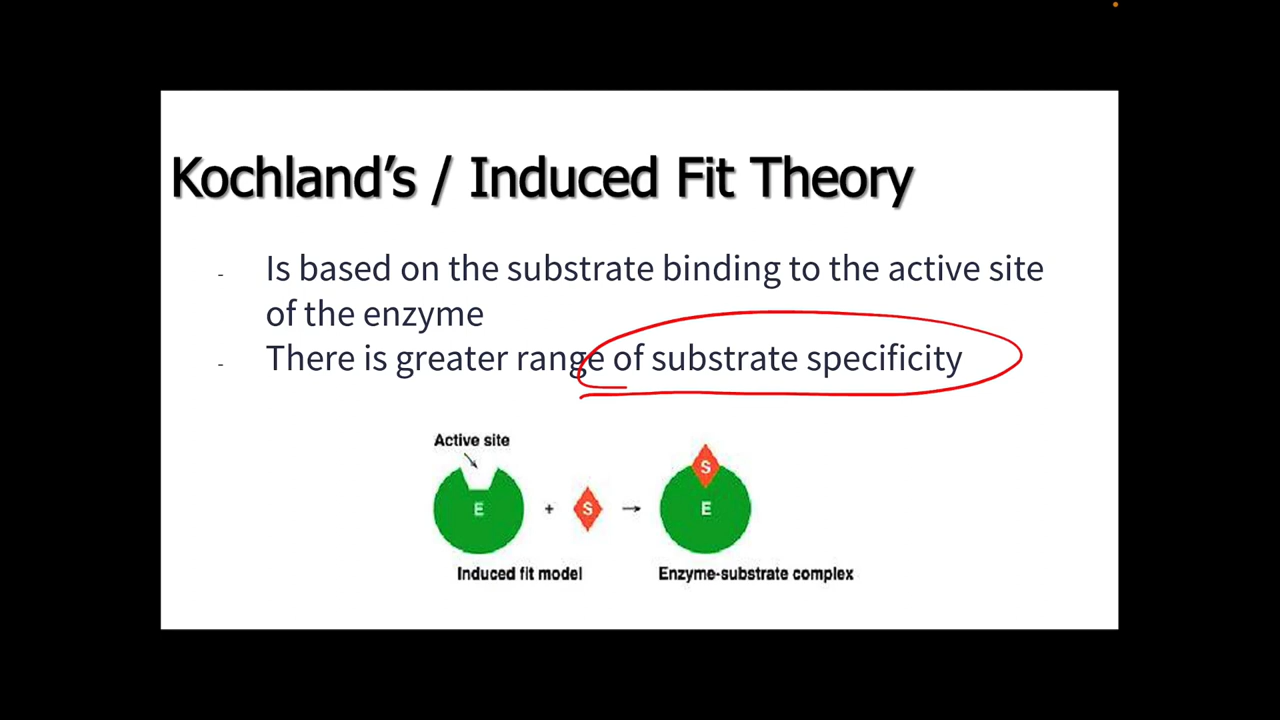 Kochland’s / Induced Fit Theory
- Is based on the substrate binding to the active site
of the enzyme
- There is greater range of substrate specificity
Active site
E + S → S E
Induced fit model Enzyme-substrate complex